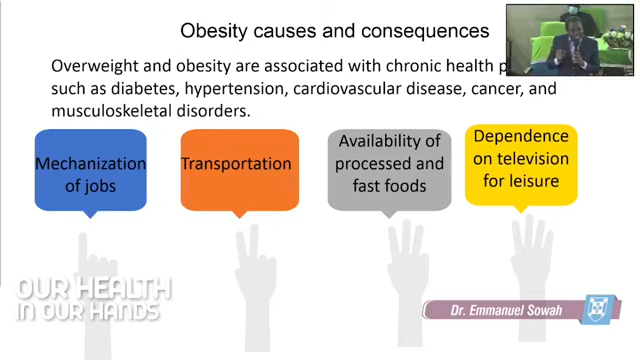 Obesity causes and consequences
Overweight and obesity are associated with chronic health p
such as diabetes, hypertension, cardiovascular disease, cancer, and
musculoskeletal disorders.
Mechanization
of jobs
Transportation
Availability of
processed and
fast foods
Dependence
on television
for leisure
OUR HEALTH
IN OUR HANDS
Dr. Emmanuel Sowah